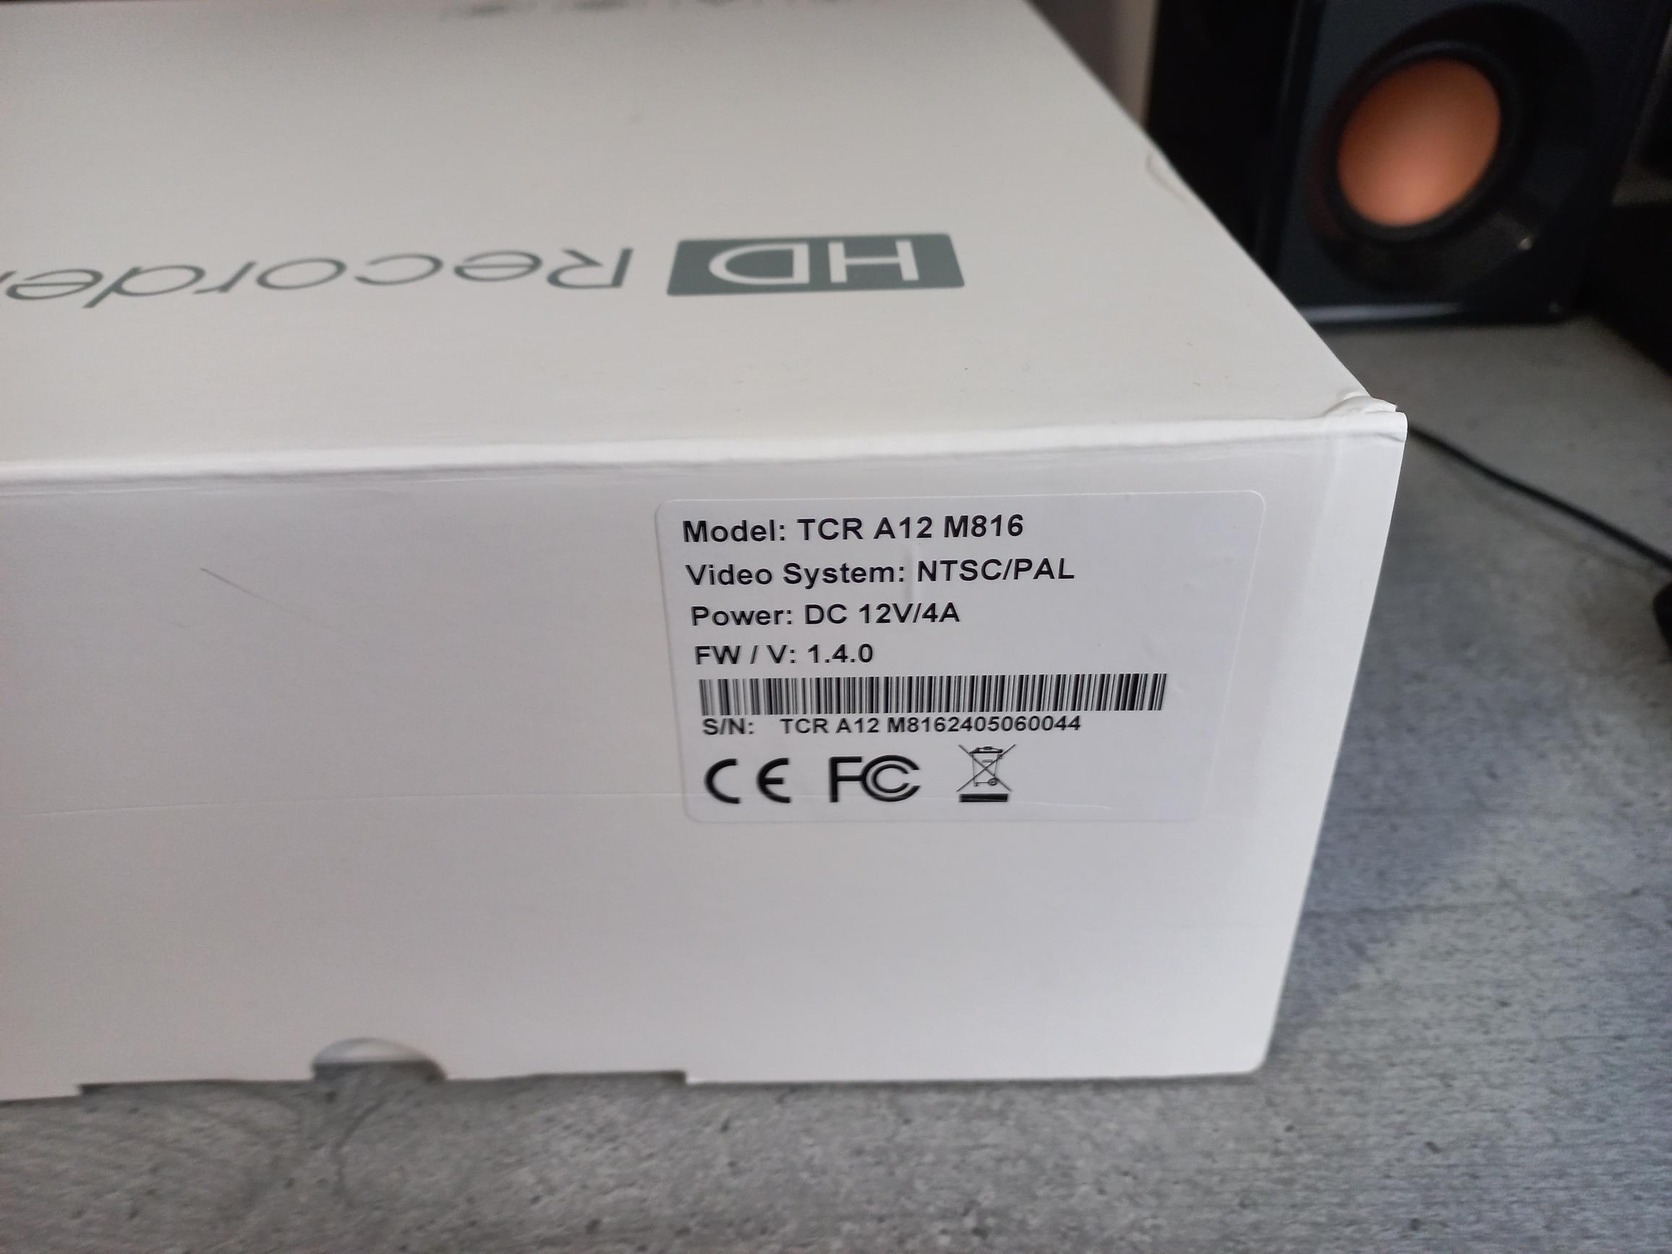 HD Recorder
Model: TCR A12 M816
Video System: NTSC/PAL
Power: DC 12V/4A
FW / V: 1.4.0
S/N: TCR A12 M8162405060044
CE FC